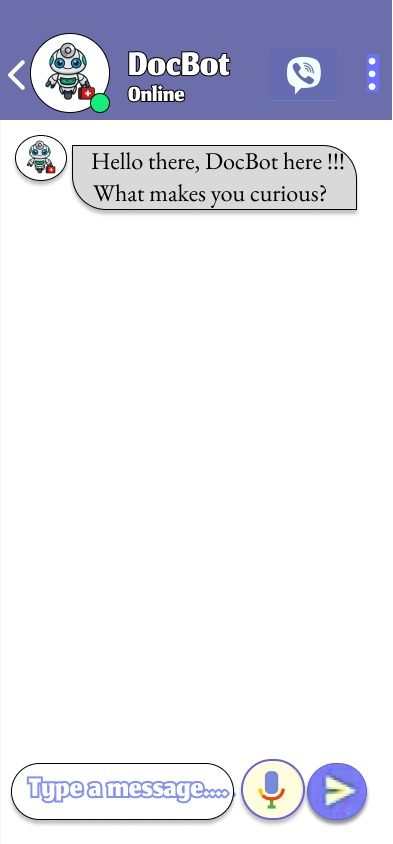 DocBot
Online
Hello there, DocBot here !!!
What makes you curious?
Type a message....